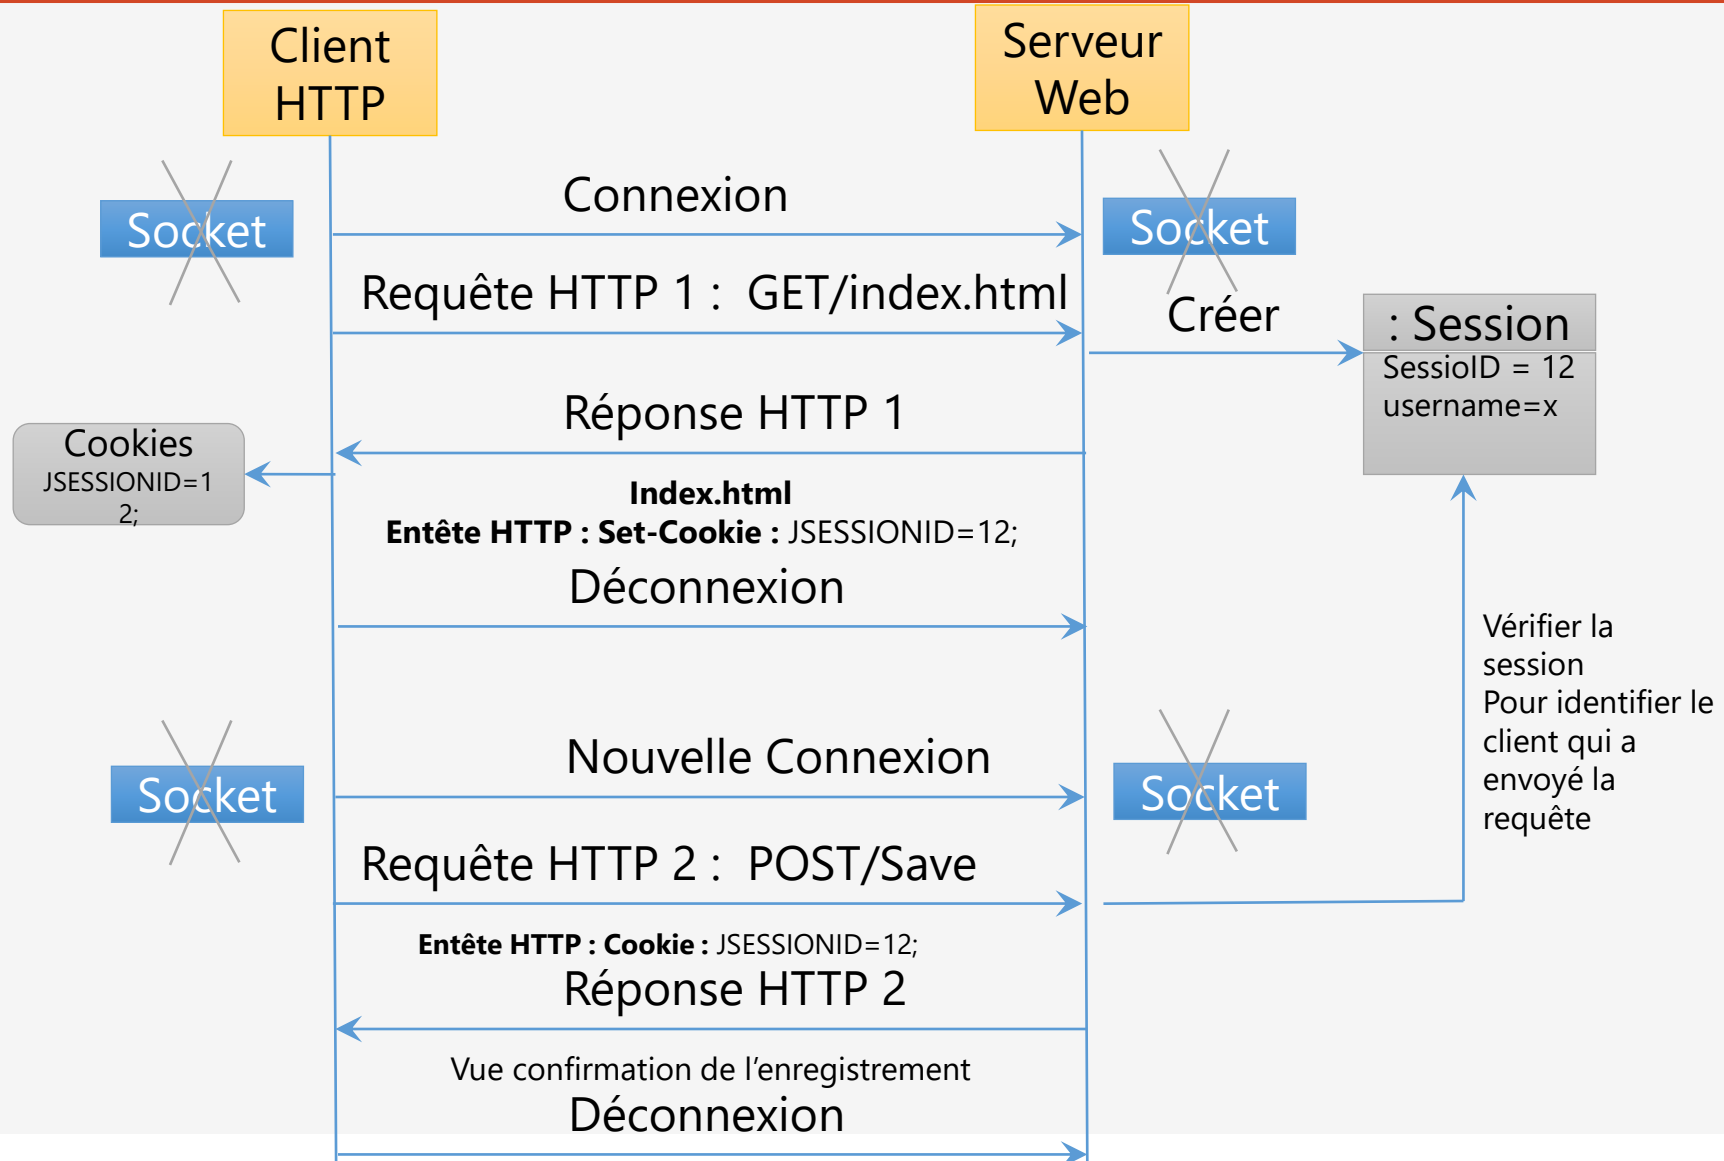 Client
HTTP
Serveur
Web
Connexion
Socket
Socket
Requête HTTP 1 :  GET/index.html
Créer
: Session
SessioID = 12
username=x
Réponse HTTP 1
Cookies
JSESSIONID=1
2;
Index.html
Entête HTTP : Set-Cookie : JSESSIONID=12;
Déconnexion
Vérifier la
session
Pour identifier le
client qui a
envoyé la
requête
Nouvelle Connexion
Socket
Socket
Requête HTTP 2 :  POST/Save
Entête HTTP : Cookie : JSESSIONID=12;
Réponse HTTP 2
Vue confirmation de l’enregistrement
Déconnexion